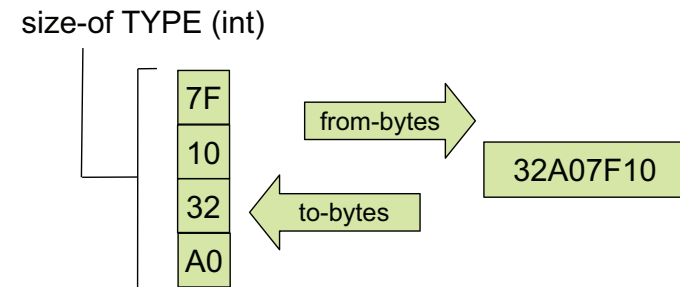 size-of TYPE (int)
7F
from-bytes
10
32A07F10
32
to-bytes
A0